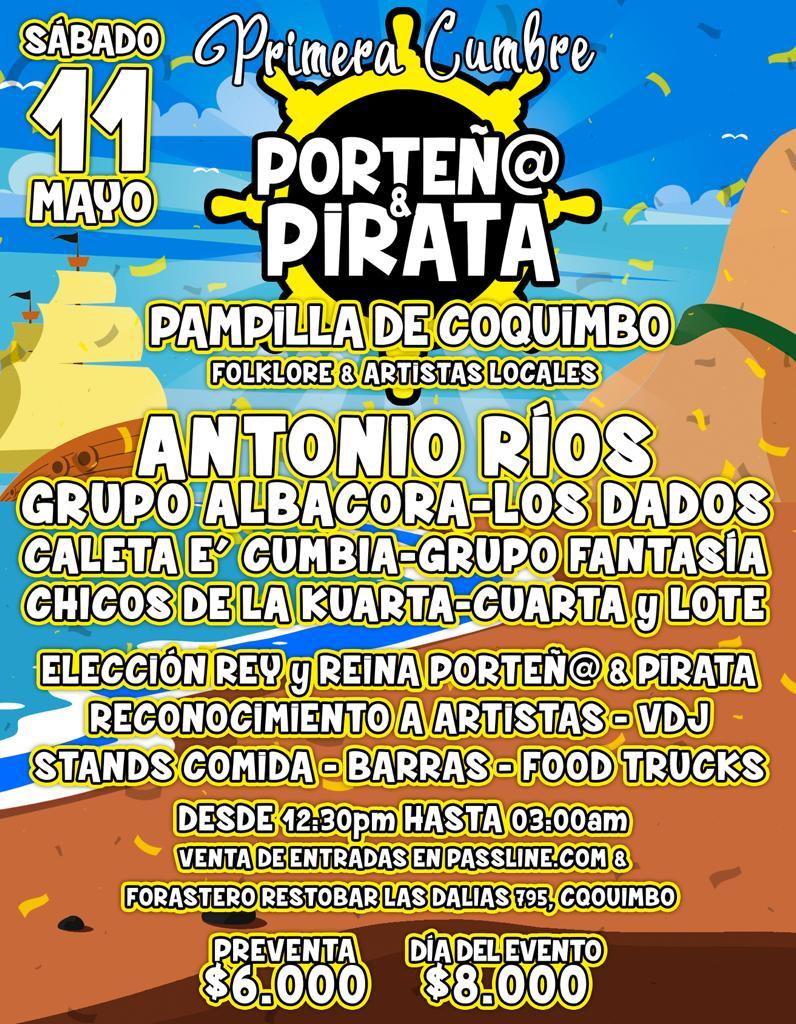 SÁBADO
11
MAYO
Primera Cumbre
PORTEÑ@
&
PIRATA
PAMPILLA DE COQUIMBO
FOLKLORE & ARTISTAS LOCALES
ANTONIO RÍOS
GRUPO ALBACORA-LOS DADOS
CALETA E' CUMBIA-GRUPO FANTASÍA
CHICOS DE LA KUARTA-CUARTA y LOTE
ELECCIÓN REY y REINA PORTEÑ@ & PIRATA
RECONOCIMIENTO A ARTISTAS - VDJ
STANDS COMIDA - BARRAS - FOOD TRUCKS
DESDE 12:30pm HASTA 03:00am
VENTA DE ENTRADAS EN PASSLINE.COM &
FORASTERO RESTOBAR LAS DALIAS 795, CQOUIMBO
PREVENTA DÍA DEL EVENTO
$6.000 $8.000